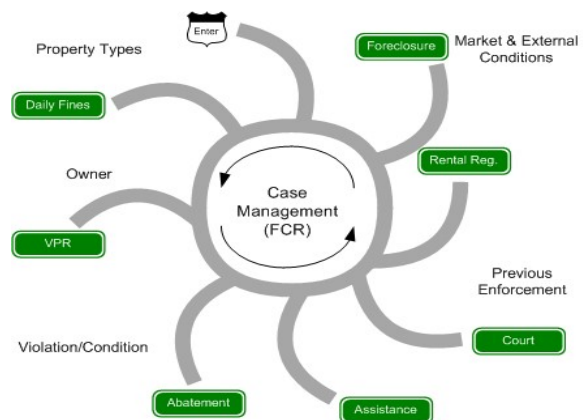 Enter
Property Types
Foreclosure
Market & External
Conditions
Daily Fines
Rental Reg.
Owner
Case
Management
(FCR)
VPR
Previous
Enforcement
Violation/Condition
Court
Abatement
Assistance